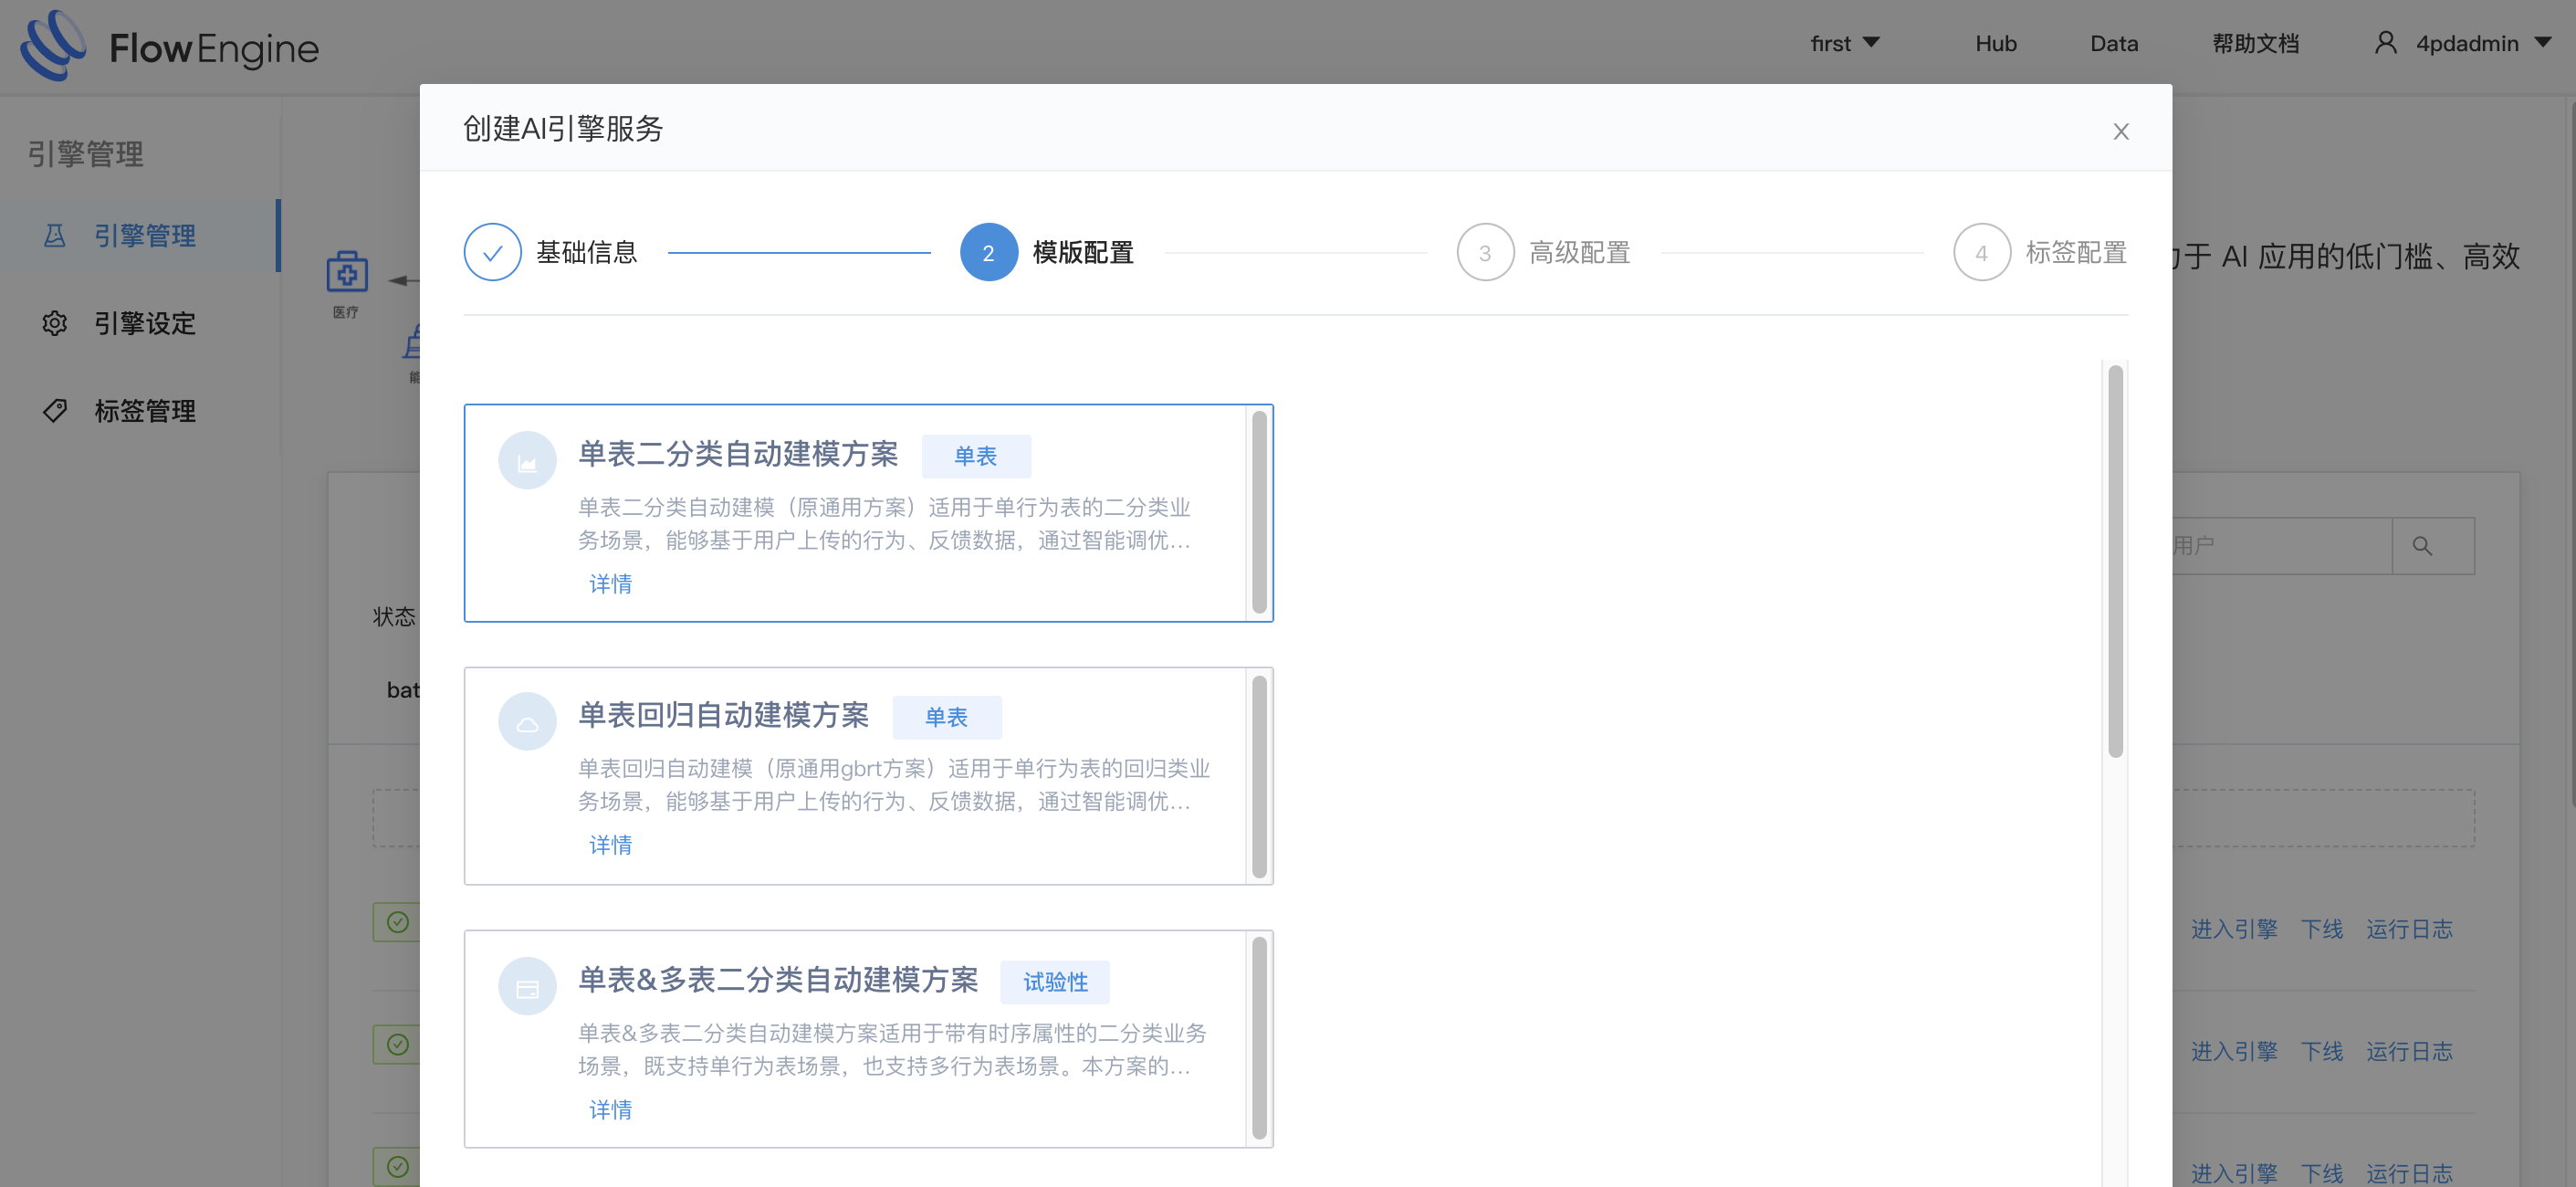 FlowEngine
first
Hub
Data
帮助文档
4pdadmin
引擎管理
引擎管理
引擎设定
标签管理
医疗
能
创建AI引擎服务
基础信息
2 模版配置
3 高级配置
4 标签配置
于 AI 应用的低门槛、高效
用户
状态
bat
单表二分类自动建模方案 单表
单表二分类自动建模（原通用方案）适用于单行为表的二分类业
务场景，能够基于用户上传的行为、反馈数据，通过智能调优...
详情
单表回归自动建模方案 单表
单表回归自动建模（原通用gbrt方案）适用于单行为表的回归类业
务场景，能够基于用户上传的行为、反馈数据，通过智能调优...
详情
单表&多表二分类自动建模方案 试验性
单表&多表二分类自动建模方案适用于带有时序属性的二分类业务
场景，既支持单行为表场景，也支持多行为表场景。本方案的...
详情
进入引擎 下线 运行日志
进入引擎 下线 运行日志
进入引擎 下线 运行日志